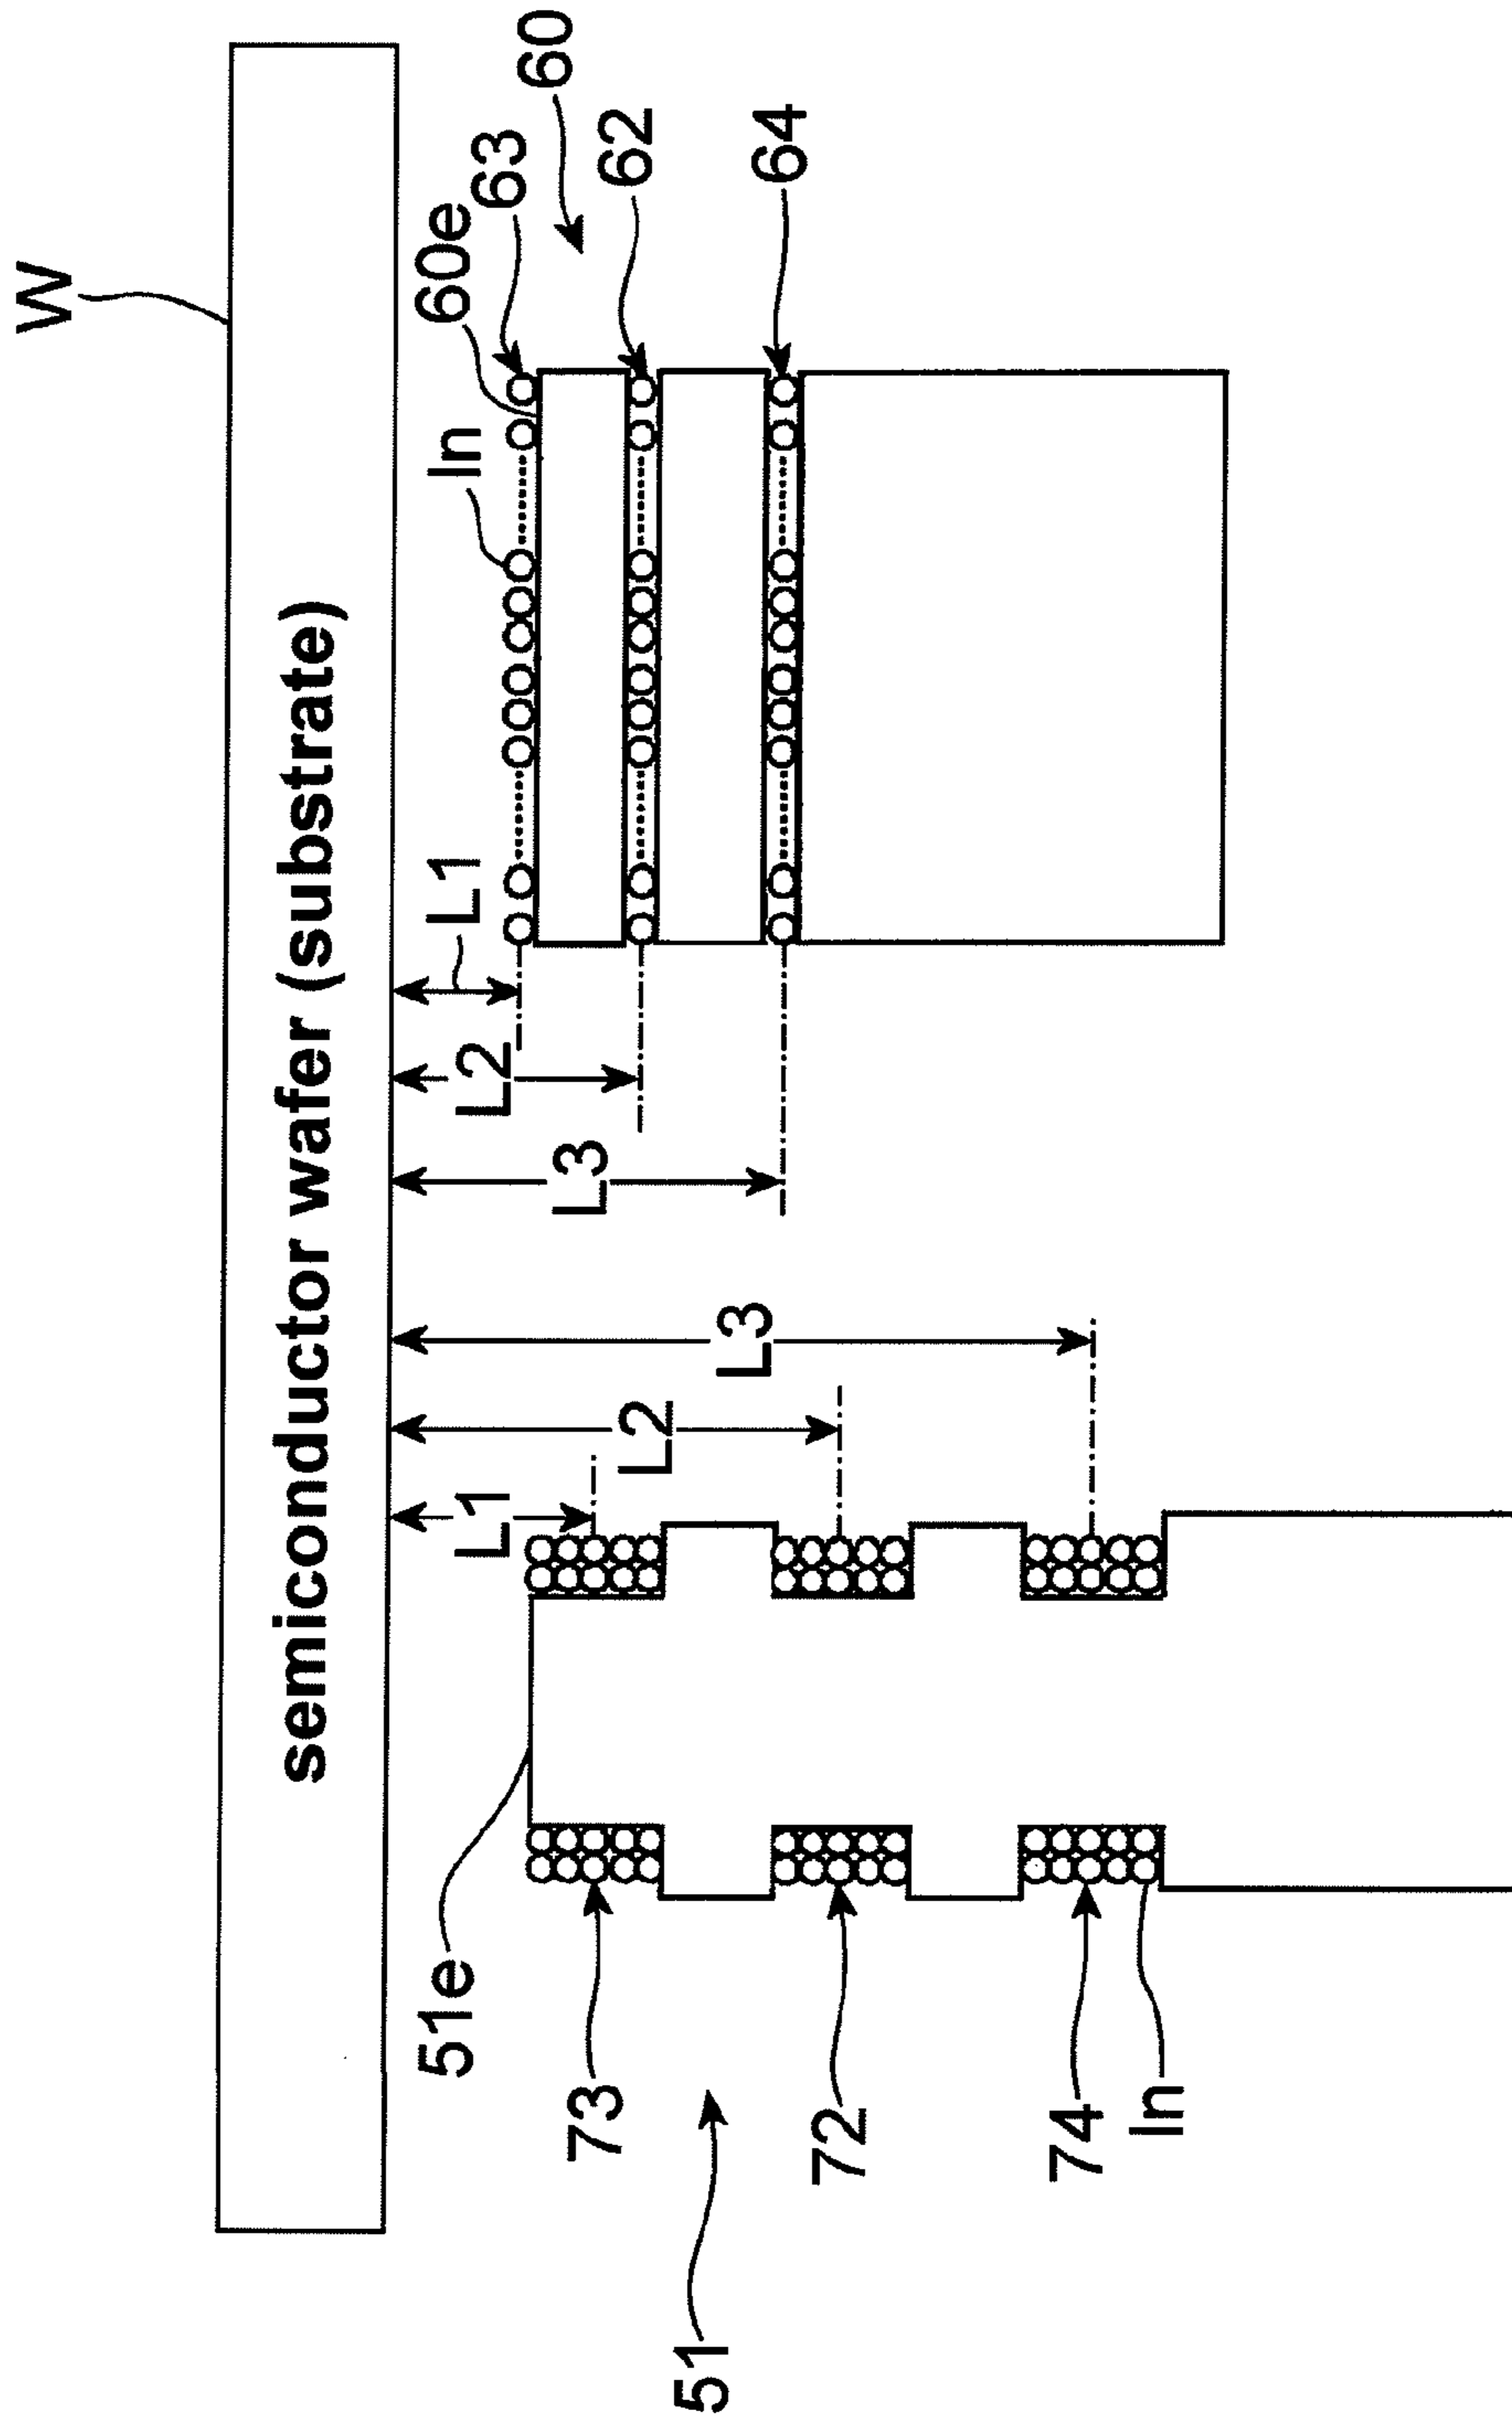 W
semiconductor wafer (substrate)
51e
73
72
74
In
51
L1
L2
L3
L3
L2
L1
In
60e
63
60
62
64